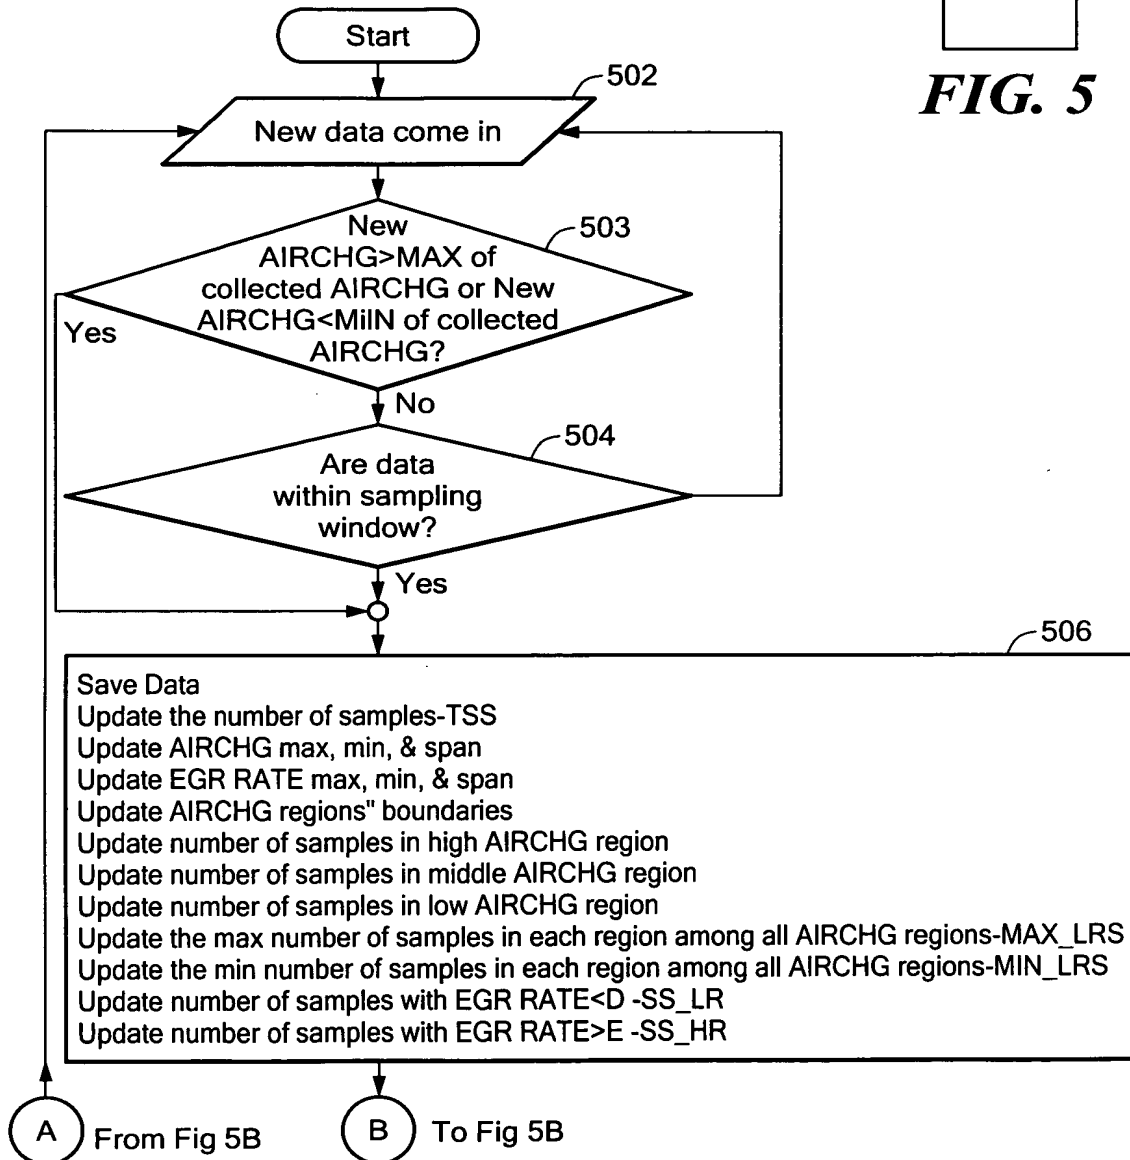 Start
FIG. 5
502
New data come in
503
New
AIRCHG>MAX of
collected AIRCHG or New
AIRCHG<MiIN of collected
AIRCHG?
Yes
No
504
Are data
within sampling
window?
Yes
506
Save Data
Update the number of samples-TSS
Update AIRCHG max, min, & span
Update EGR RATE max, min, & span
Update AIRCHG regions" boundaries
Update number of samples in high AIRCHG region
Update number of samples in middle AIRCHG region
Update number of samples in low AIRCHG region
Update the max number of samples in each region among all AIRCHG regions-MAX_LRS
Update the min number of samples in each region among all AIRCHG regions-MIN_LRS
Update number of samples with EGR RATE<D -SS_LR
Update number of samples with EGR RATE>E -SS_HR
A From Fig 5B
B To Fig 5B